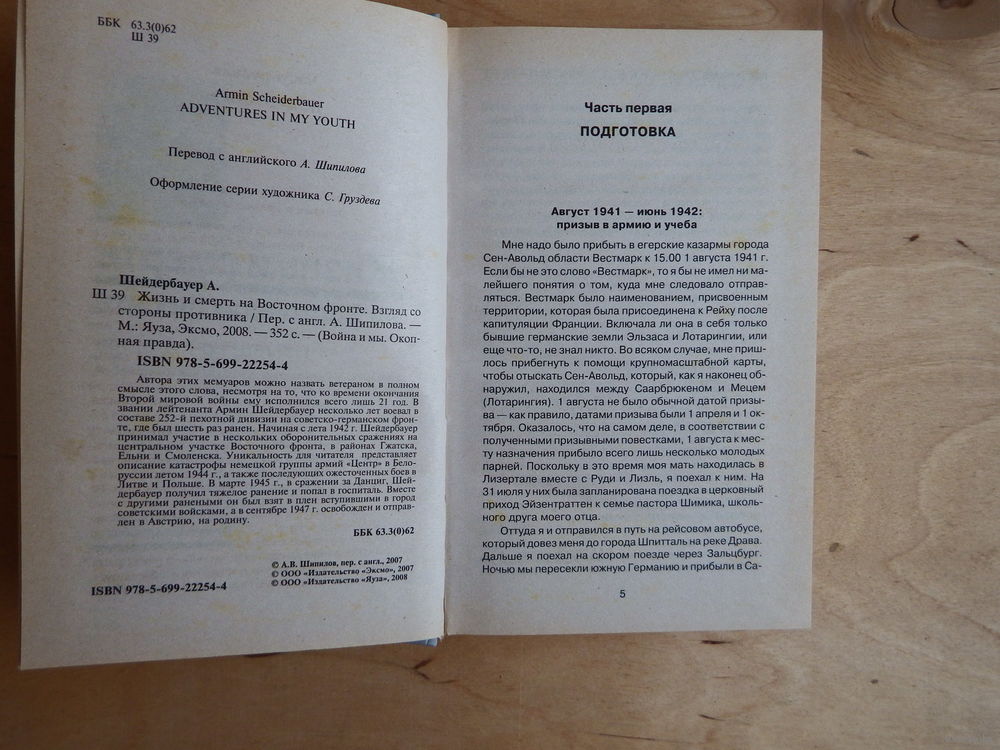 ББК 63.3(0)62
Ш 39
Armin Scheiderbauer
ADVENTURES IN MY YOUTH
Перевод с английского А. Шипилова
Оформление серии художника С. Груздева
Шейдербауер А.
Ш 39 Жизнь и смерть на Восточном фронте. Взгляд со
стороны противника / Пер. с англ. А. Шипилова. —
М.: Яуза, Эксмо, 2008. — 352 с. — (Война и мы. Окоп-
ная правда).
ISBN 978-5-699-22254-4
Автора этих мемуаров можно назвать ветераном в полном
смысле этого слова, несмотря на то, что ко времени окончания
Второй мировой войны ему исполнился всего лишь 21 год. В
звании лейтенанта Армин Шейдербауер несколько лет воевал в
составе 252-й пехотной дивизии на советско-германском фрон-
те, где был шесть раз ранен. Начиная с лета 1942 г. Шейдербауер
принимал участие в нескольких оборонительных сражениях на
центральном участке Восточного фронта, в районах Гжатска,
Ельни и Смоленска. Уникальность для читателя представляет
описание катастрофы немецкой группы армий «Центр» в Бело-
руссии летом 1944 г., а также последующих ожесточенных боев в
Литве и Польше. В марте 1945 г., в сражении за Данциг, Шей-
дербауер получил тяжелое ранение и попал в госпиталь. Вместе
с другими ранеными он был взят в плен вступившими в город
советскими войсками, а в сентябре 1947 г. освобожден и отправ-
лен в Австрию, на родину.
ББК 63.3(0)62
© А.В. Шипилов, пер. с англ., 2007
© ООО «Издательство «Эксмо», 2007
© ООО «Издательство «Яуза», 2008
ISBN 978-5-699-22254-4
Часть первая
ПОДГОТОВКА
Август 1941 — июнь 1942:
призыв в армию и учеба
Мне надо было прибыть в егерские казармы города
Сен-Авольд области Вестмарк к 15.00 1 августа 1941 г.
Если бы не это слово «Вестмарк», то я бы не имел ни ма-
лейшего понятия о том, куда мне следовало отправ-
ляться. Вестмарк было наименованием, присвоенным
территории, которая была присоединена к Рейху после
капитуляции Франции. Включала ли она в себя только
бывшие германские земли Эльзаса и Лотарингии, или
еще что-то, не знал никто. Во всяком случае, мне приш-
лось прибегнуть к помощи крупномасштабной карты,
чтобы отыскать Сен-Авольд, который, как я наконец об-
наружил, находился между Саарбрюкеном и Мецем
(Лотарингия). 1 августа не было обычной датой призы-
ва — как правило, датами призыва были 1 апреля и 1 ок-
тября. Оказалось, что на самом деле, в соответствии с
полученными призывными повестками, 1 августа к мес-
ту назначения прибыло всего лишь несколько молодых
парней. Поскольку в это время моя мать находилась в
Лизертале вместе с Руди и Лизль, я поехал к ним. На
31 июля у них была запланирована поездка в церковный
приход Эйзентраттен к семье пастора Шимика, школь-
ного друга моего отца.
Оттуда я и отправился в путь на рейсовом автобусе,
который довез меня до города Шпитталь на реке Драва.
Дальше я поехал на скором поезде через Зальцбург.
Ночью мы пересекли южную Германию и прибыли в Са-
5